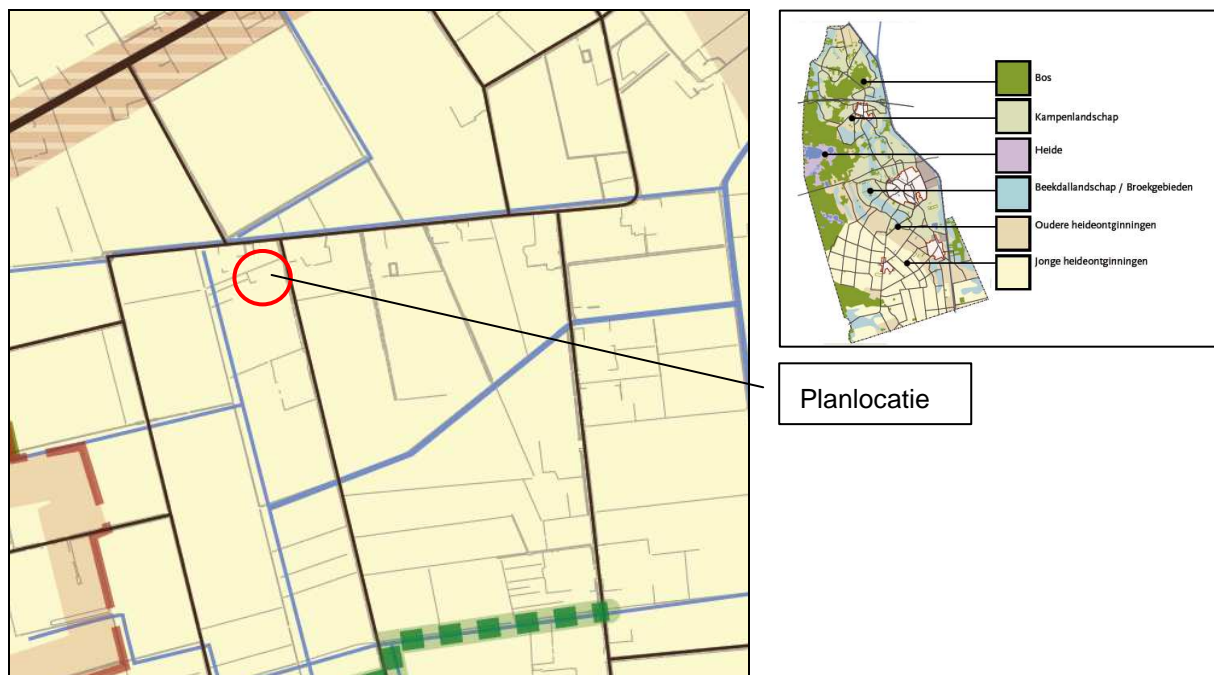 Bos
Kampenlandschap
Heide
Beekdallandschap / Broekgebieden
Oudere heideontginningen
Jonge heideontginningen
Planlocatie